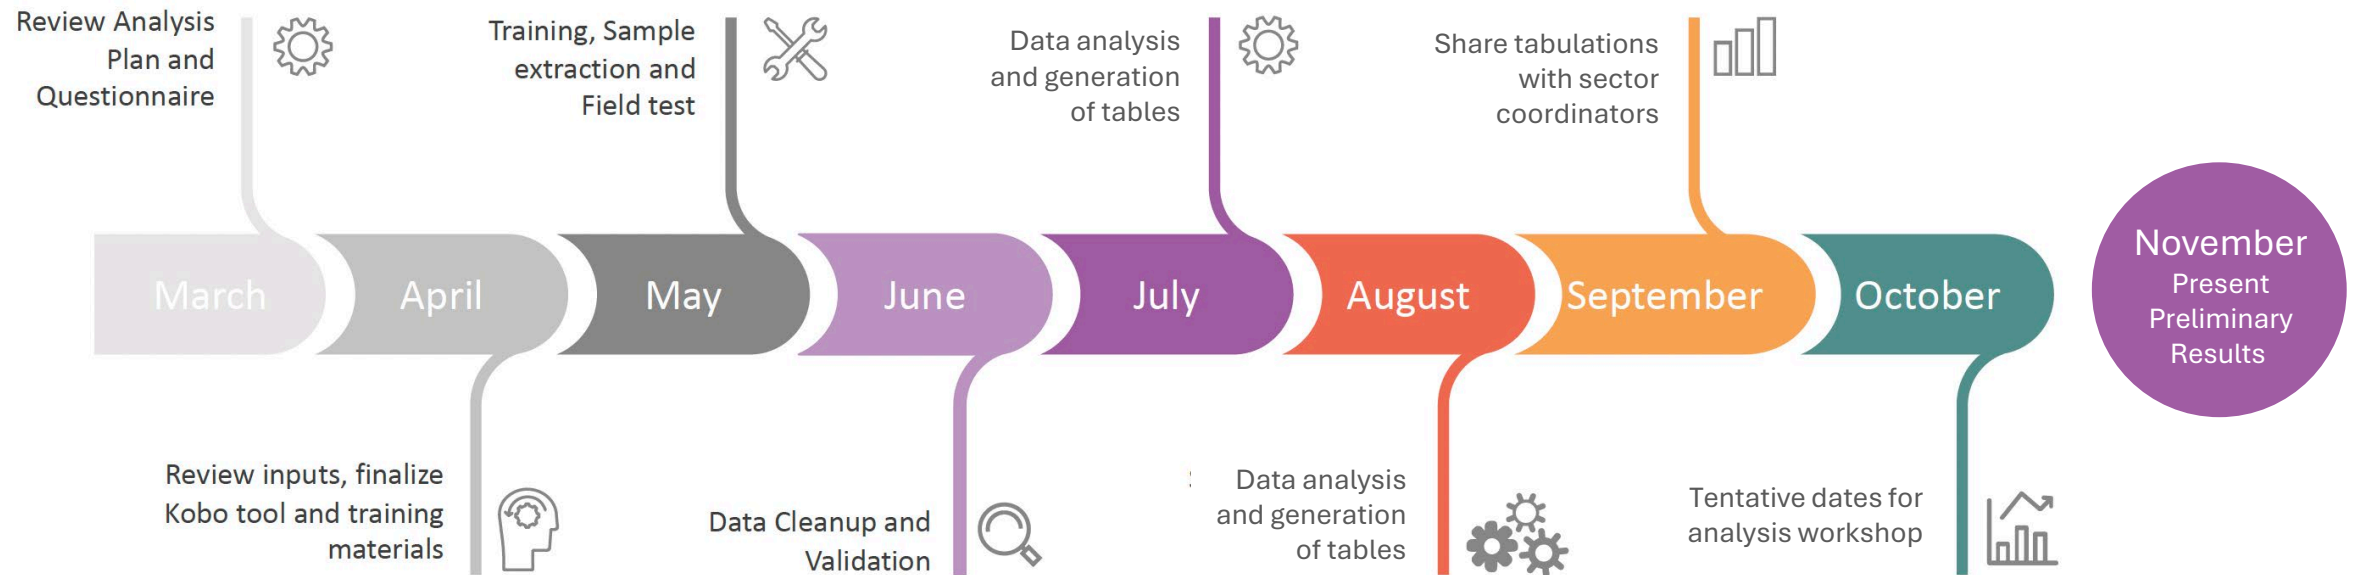 Review Analysis
Plan and
Questionnaire
Training, Sample
extraction and
Field test
Data analysis
and generation
of tables
Share tabulations
with sector
coordinators
March
April
May
June
July
August
September
October
November
Present
Preliminary
Results
Review inputs, finalize
Kobo tool and training
materials
Data Cleanup and
Validation
Data analysis
and generation
of tables
Tentative dates for
analysis workshop